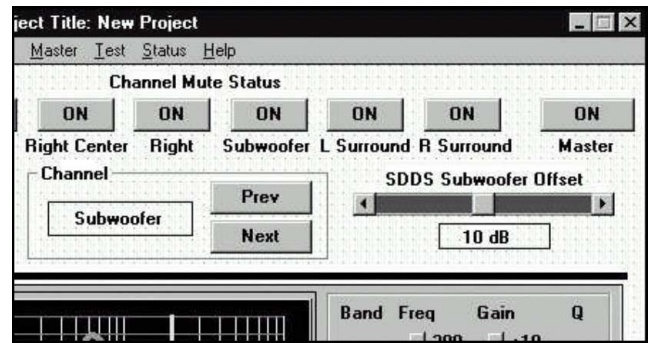 ject Title: New Project
Master Test Status Help
Channel Mute Status
ON ON ON ON ON ON
Right Center Right Subwoofer L Surround R Surround Master
Channel
SDDS Subwoofer Offset
Prev
Subwoofer
Next
10 dB
Band Freq Gain Q